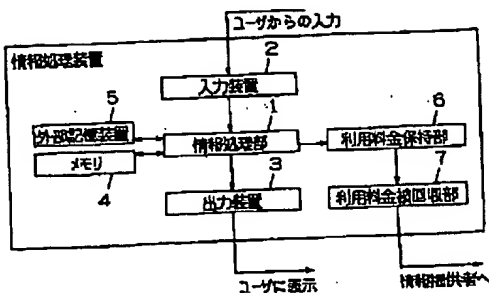 ユーザからの入力
情報処理装置
2
入力装置
5
1
6
外部記憶装置
情報処理部
利用料金保持部
メモリ
7
4
3
出力装置
利用料金被回収部
ユーザに表示
情報提供者へ